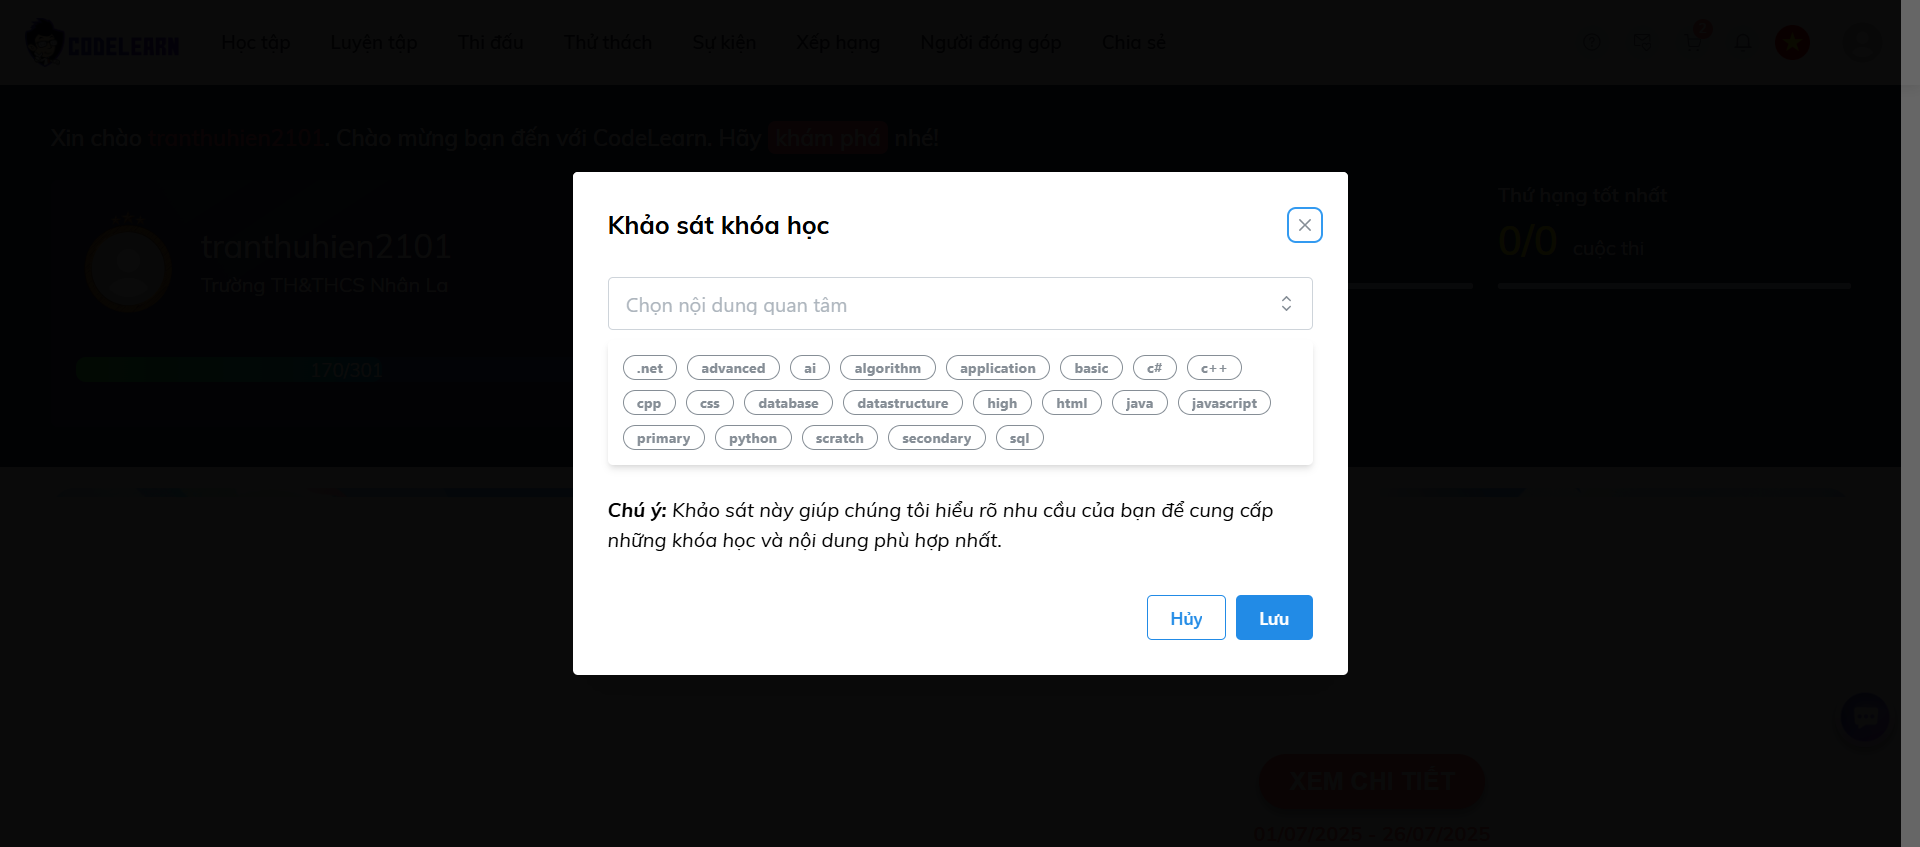 CODELEARN
Học tập Luyện tập Thi đấu Thử thách Sự kiện Xếp hạng Người đóng góp Chia sẻ
2
Xin chào tranthuhien2101. Chào mừng bạn đến với CodeLearn. Hãy khám phá nhé!
Thứ hạng tốt nhất
tranthuhien2101
0/0 cuộc thi
Trường TH&THCS Nhân La
170/301
Khảo sát khóa học
Chọn nội dung quan tâm
.net advanced ai algorithm application basic c# c++
cpp css database datastructure high html java javascript
primary python scratch secondary sql
Chú ý: Khảo sát này giúp chúng tôi hiểu rõ nhu cầu của bạn để cung cấp
những khóa học và nội dung phù hợp nhất.
Hủy Lưu
XEM CHI TIẾT
01/07/2025 - 26/07/2025